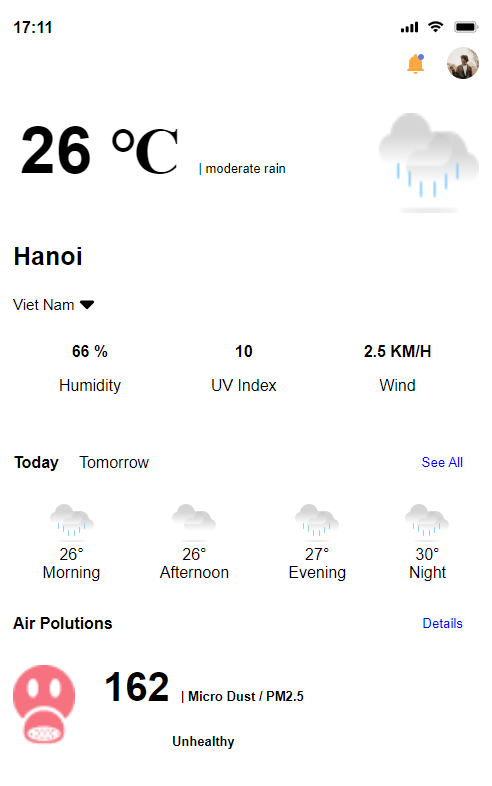 17:11
26 °C | moderate rain
Hanoi
Viet Nam
66 % 10 2.5 KM/H
Humidity UV Index Wind
Today Tomorrow See All
26° 26° 27° 30°
Morning Afternoon Evening Night
Air Polutions Details
162 | Micro Dust / PM2.5
Unhealthy